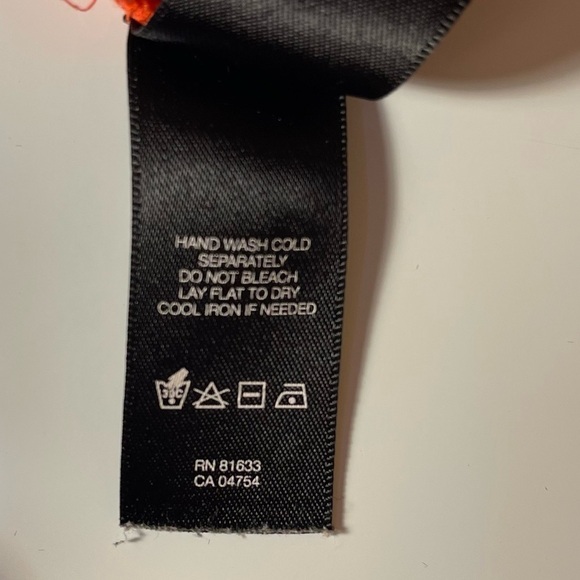 HAND WASH COLD
SEPARATELY
DO NOT BLEACH
LAY FLAT TO DRY
COOL IRON IF NEEDED
30C
RN 81633
CA 04754